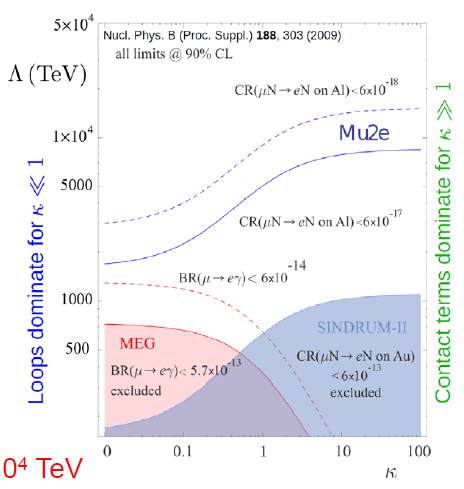 5×10⁴
Nucl. Phys. B (Proc. Suppl.) 188, 303 (2009)
all limits @ 90% CL
Λ (TeV)
CR(μN→eN on Al)<6×10⁻¹⁸
1×10⁴
Mu2e
5000
CR(μN→eN on Al)<6×10⁻¹⁷
BR(μ→eγ)<6×10⁻¹⁴
1000
SINDRUM-II
MEG
500
CR(μN→eN on Au)
BR(μ→eγ)<5.7×10⁻¹³
<6×10⁻¹³
excluded
excluded
0
0.1
1
10
100
κ
0⁴ TeV
Loops dominate for κ ≪ 1
Contact terms dominate for κ ≫ 1